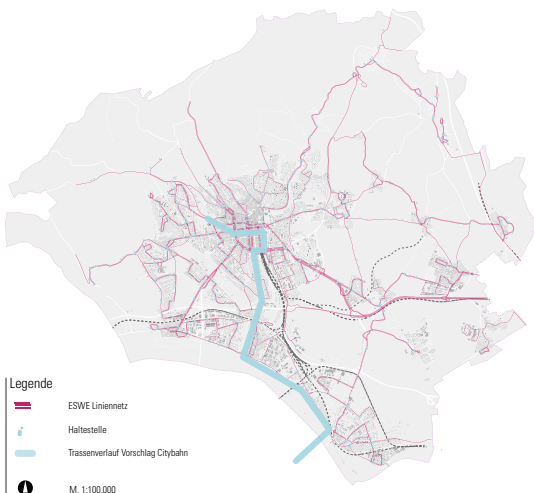 Legende
ESWE Liniennetz
Haltestelle
Trassenverlauf Vorschlag Citybahn
M. 1:100.000